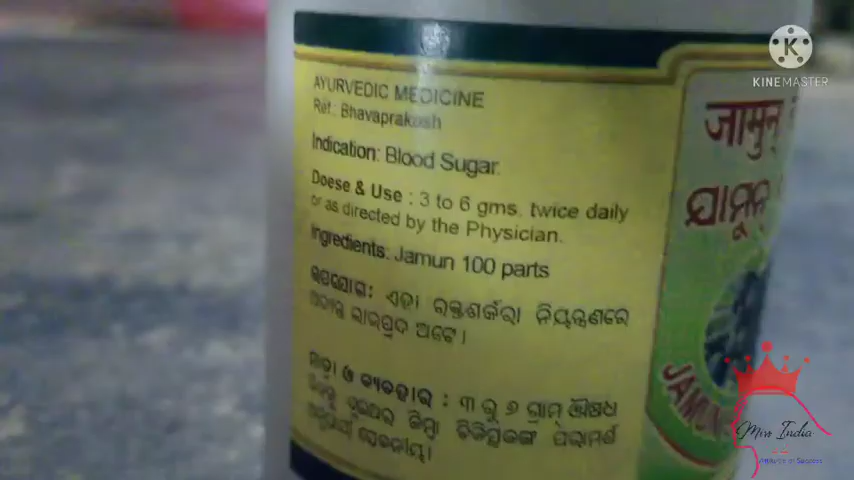 AYURVEDIC MEDICINE
Ref.: Bhavaprakash
Indication: Blood Sugar.
Doese & Use : 3 to 6 gms. twice daily
or as directed by the Physician.
Ingredients: Jamun 100 parts
ଉପଯୋଗ: ଏହା ରକ୍ତଶର୍କରା ନିୟନ୍ତ୍ରଣରେ
ଅତ୍ୟନ୍ତ ଲାଭପ୍ରଦ ଅଟେ।
ମାତ୍ରା ଓ ବ୍ୟବହାର : ୩ ରୁ ୬ ଗ୍ରାମ୍ ଔଷଧ
ଦିନକୁ ଦୁଇଥର କିମ୍ବା ଚିକିତ୍ସକଙ୍କ ପରାମର୍ଶ
ଅନୁଯାୟୀ ସେବନୀୟ।
जामुन्
ଯାମୁନ୍
JAMUN
KINEMASTER
Miss India